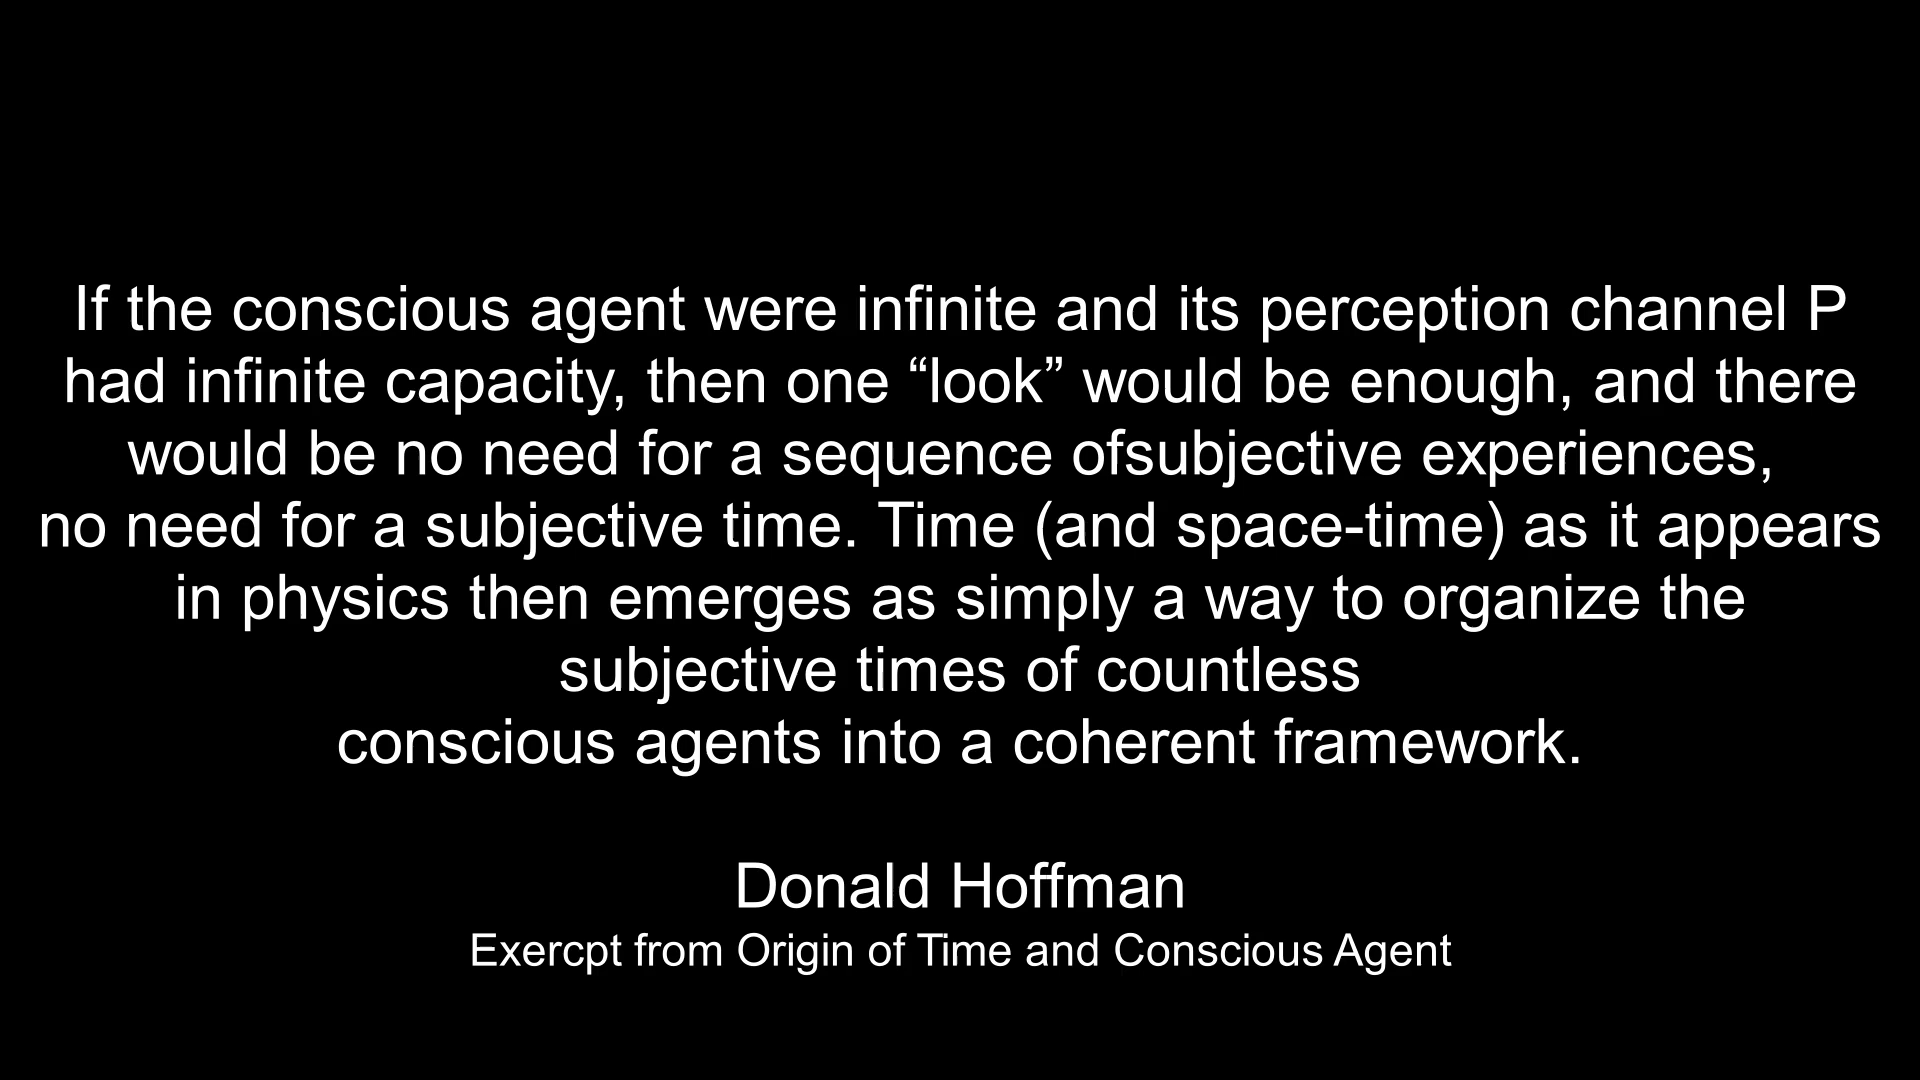 If the conscious agent were infinite and its perception channel P
had infinite capacity, then one “look” would be enough, and there
would be no need for a sequence ofsubjective experiences,
no need for a subjective time. Time (and space-time) as it appears
in physics then emerges as simply a way to organize the
subjective times of countless
conscious agents into a coherent framework.
Donald Hoffman
Exercpt from Origin of Time and Conscious Agent